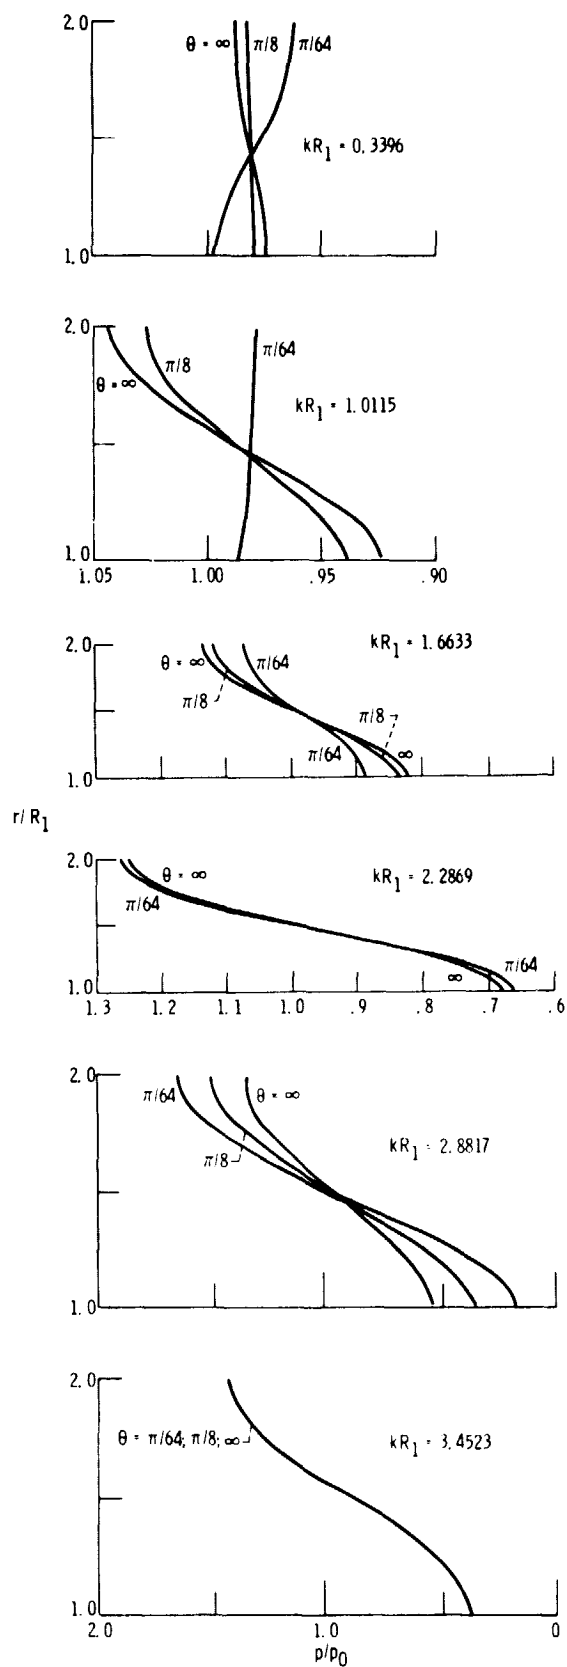 2.0
θ = ∞ π/8 π/64
kR1 = 0.3396
1.0
2.0
π/64
π/8
θ = ∞
kR1 = 1.0115
1.0
1.05 1.00 .95 .90
2.0
kR1 = 1.6633
θ = ∞ π/64
π/8
π/8
π/64 ∞
1.0
r/R1
2.0
θ = ∞
kR1 = 2.2869
π/64
π/64
∞
1.0
1.3 1.2 1.1 1.0 .9 .8 .7 .6
2.0
π/64 θ = ∞
kR1 = 2.8817
π/8
1.0
2.0
θ = π/64; π/8; ∞
kR1 = 3.4523
1.0
2.0 1.0 0
p/p0